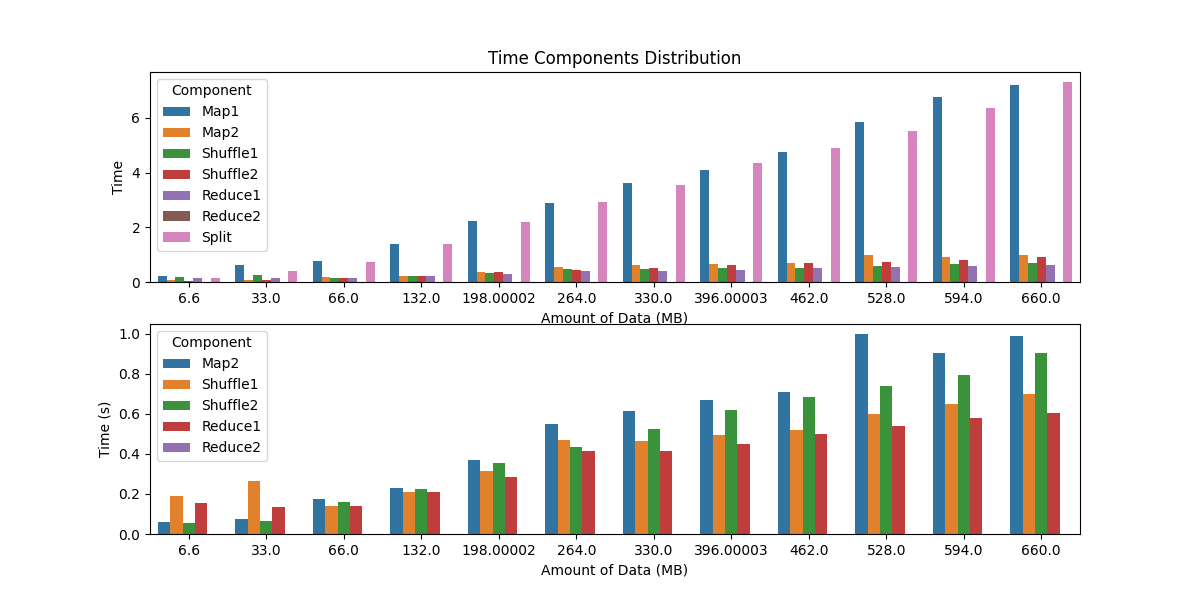 Time Components Distribution
Time
6
4
2
0
Component
Map1
Map2
Shuffle1
Shuffle2
Reduce1
Reduce2
Split
6.6 33.0 66.0 132.0 198.00002 264.0 330.0 396.00003 462.0 528.0 594.0 660.0
Amount of Data (MB)
Time (s)
1.0
0.8
0.6
0.4
0.2
0.0
Component
Map2
Shuffle1
Shuffle2
Reduce1
Reduce2
6.6 33.0 66.0 132.0 198.00002 264.0 330.0 396.00003 462.0 528.0 594.0 660.0
Amount of Data (MB)